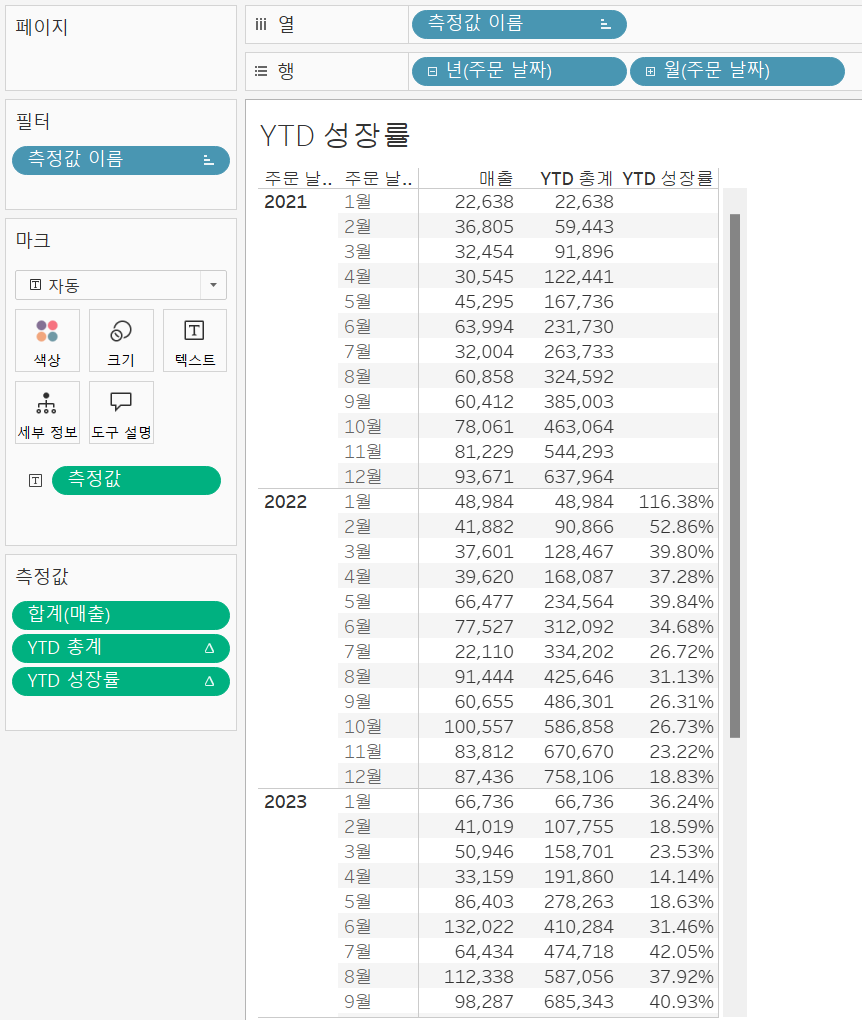 페이지
필터
측정값 이름
마크
자동
색상 크기 텍스트
세부 정보 도구 설명
측정값
측정값
합계(매출)
YTD 총계
YTD 성장률
열 측정값 이름
행 년(주문 날짜) 월(주문 날짜)
YTD 성장률
주문 날.. 주문 날.. 매출 YTD 총계 YTD 성장률
2021 1월 22,638 22,638
2월 36,805 59,443
3월 32,454 91,896
4월 30,545 122,441
5월 45,295 167,736
6월 63,994 231,730
7월 32,004 263,733
8월 60,858 324,592
9월 60,412 385,003
10월 78,061 463,064
11월 81,229 544,293
12월 93,671 637,964
2022 1월 48,984 48,984 116.38%
2월 41,882 90,866 52.86%
3월 37,601 128,467 39.80%
4월 39,620 168,087 37.28%
5월 66,477 234,564 39.84%
6월 77,527 312,092 34.68%
7월 22,110 334,202 26.72%
8월 91,444 425,646 31.13%
9월 60,655 486,301 26.31%
10월 100,557 586,858 26.73%
11월 83,812 670,670 23.22%
12월 87,436 758,106 18.83%
2023 1월 66,736 66,736 36.24%
2월 41,019 107,755 18.59%
3월 50,946 158,701 23.53%
4월 33,159 191,860 14.14%
5월 86,403 278,263 18.63%
6월 132,022 410,284 31.46%
7월 64,434 474,718 42.05%
8월 112,338 587,056 37.92%
9월 98,287 685,343 40.93%